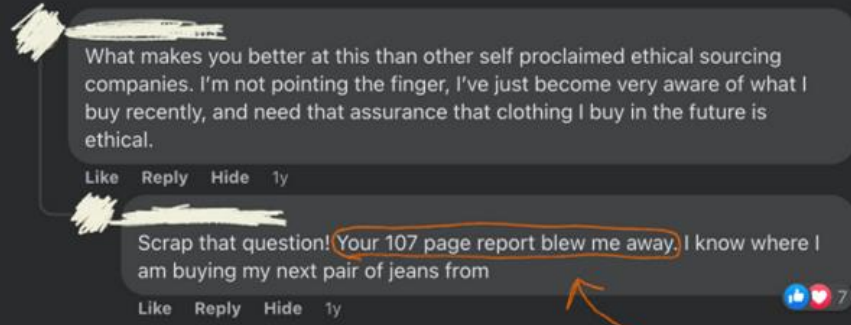 What makes you better at this than other self proclaimed ethical sourcing
companies. I'm not pointing the finger, I've just become very aware of what I
buy recently, and need that assurance that clothing I buy in the future is
ethical.
Like Reply Hide 1y
Scrap that question! Your 107 page report blew me away. I know where I
am buying my next pair of jeans from
Like Reply Hide 1y
7